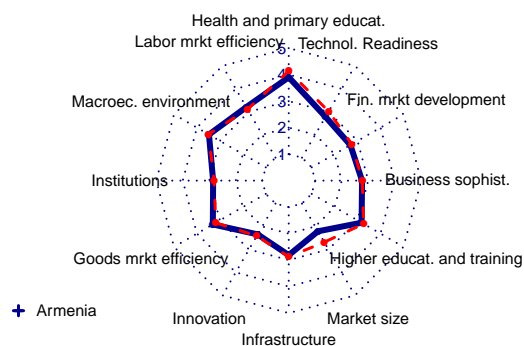 Health and primary educat.
Labor mrkt efficiency
5
Technol. Readiness
4
Macroec. environment
3
Fin. mrkt development
2
1
Institutions
Business sophist.
Goods mrkt efficiency
Higher educat. and training
Armenia
Innovation
Market size
Infrastructure